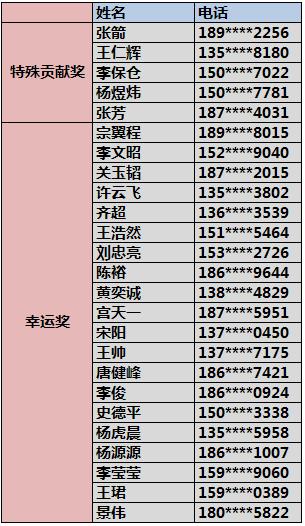 姓名 电话
特殊贡献奖
张箭 189****2256
王仁辉 135****8180
李保仓 150****7022
杨煜炜 150****7781
张芳 187****4031
幸运奖
宗翼程 189****8015
李文昭 152****9040
关玉韬 187****2015
许云飞 135****3802
齐超 136****3539
王浩然 151****5464
刘忠亮 153****2726
陈裕 186****9644
黄奕诚 138****4829
宫天一 187****5951
宋阳 137****0450
王帅 137****7175
唐健峰 186****7421
李俊 186****0924
史德平 150****3338
杨虎晨 135****5958
杨源源 186****1007
李莹莹 159****9060
王珺 159****0389
景伟 180****5822